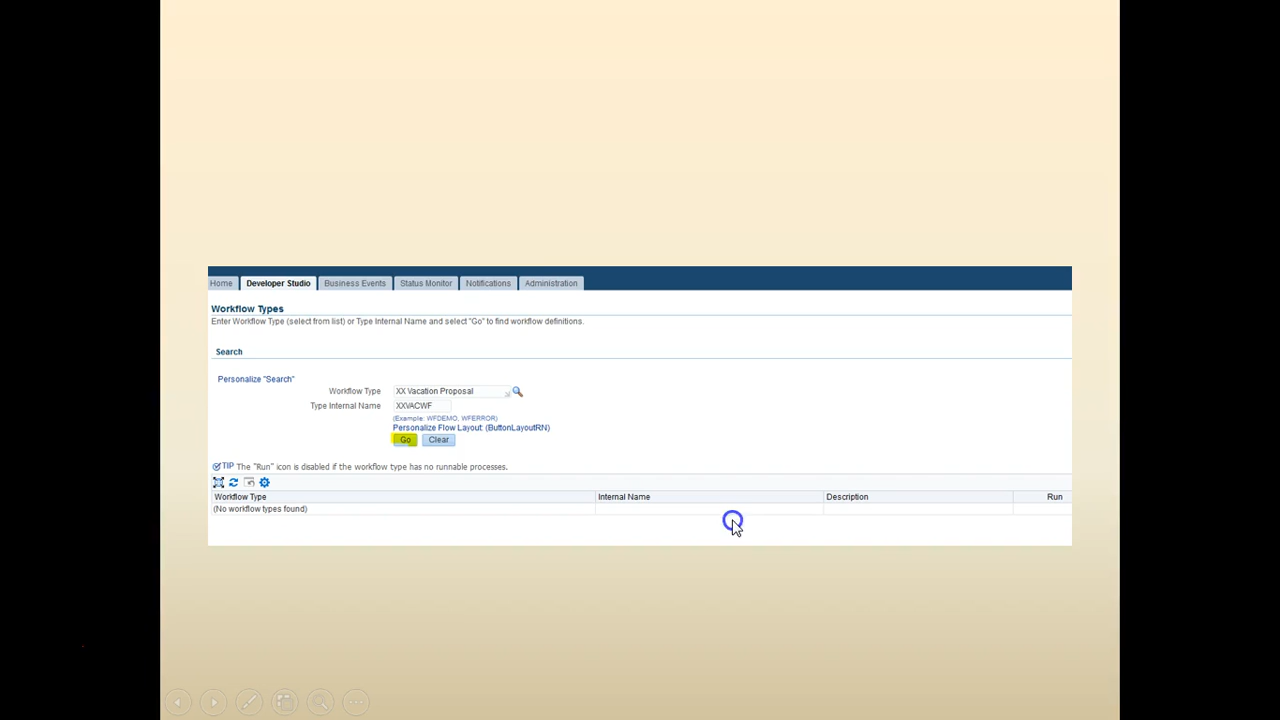 Home Developer Studio Business Events Status Monitor Notifications Administration
Workflow Types
Enter Workflow Type (select from list) or Type Internal Name and select "Go" to find workflow definitions.
Search
Personalize "Search"
Workflow Type XX Vacation Proposal
Type Internal Name XXVACWF
(Example: WFDEMO, WFERROR)
Personalize Flow Layout: (ButtonLayoutRN)
Go Clear
TIP The "Run" icon is disabled if the workflow type has no runnable processes.
Workflow Type Internal Name Description Run
(No workflow types found)